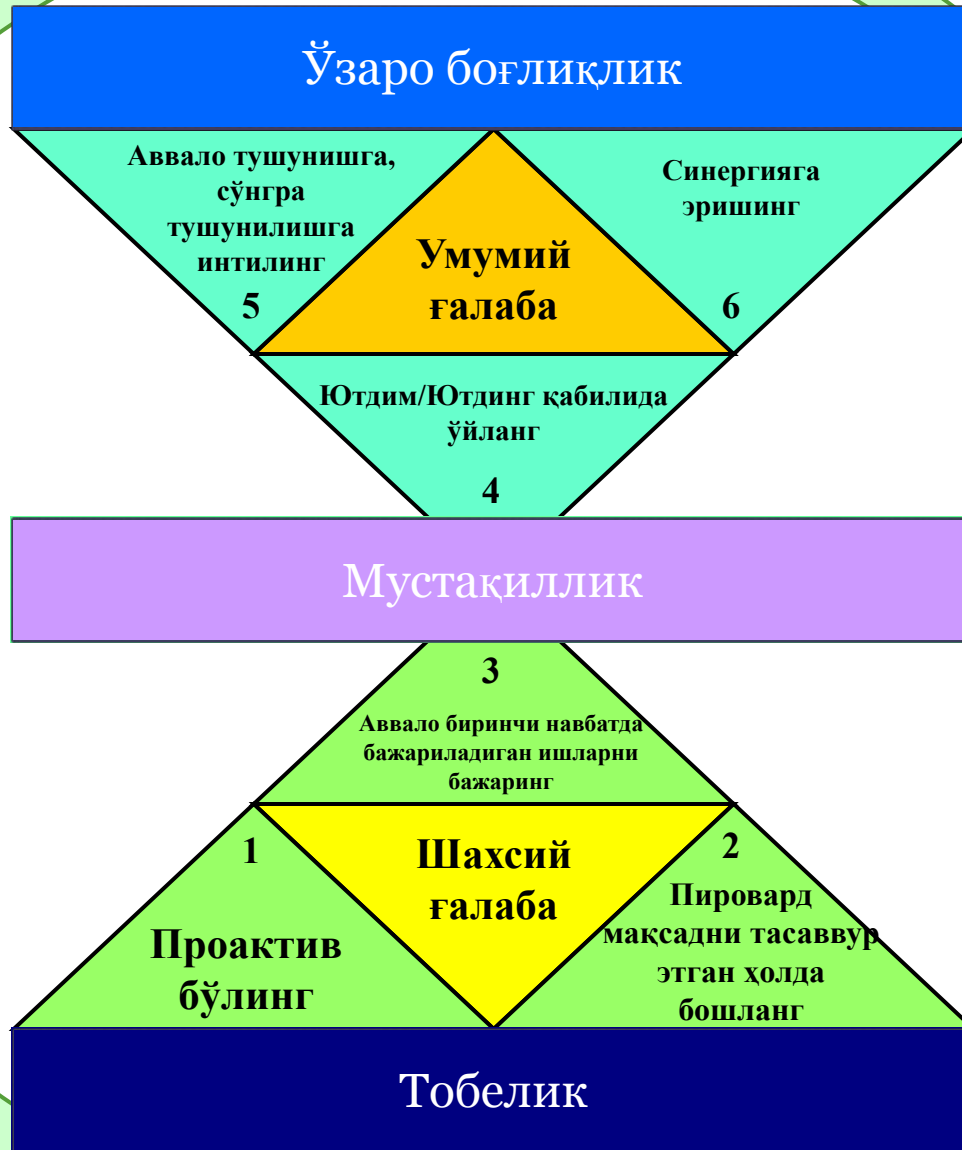 Ўзаро боғлиқлик
Аввало тушунишга,
сўнгра
тушунилишга
интилинг
5
Умумий
ғалаба
Синергияга
эришинг
6
Ютдим/Ютдинг қабилида
ўйланг
4
Мустақиллик
3
Аввало биринчи навбатда
бажариладиган ишларни
бажаринг
1
Проактив
бўлинг
Шахсий
ғалаба
2
Пировард
мақсадни тасаввур
этган ҳолда
бошланг
Тобелик